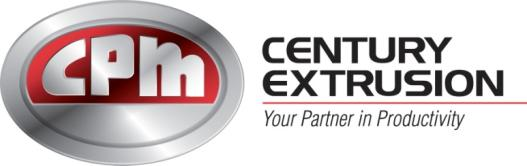 CPM
CENTURY
EXTRUSION
Your Partner in Productivity